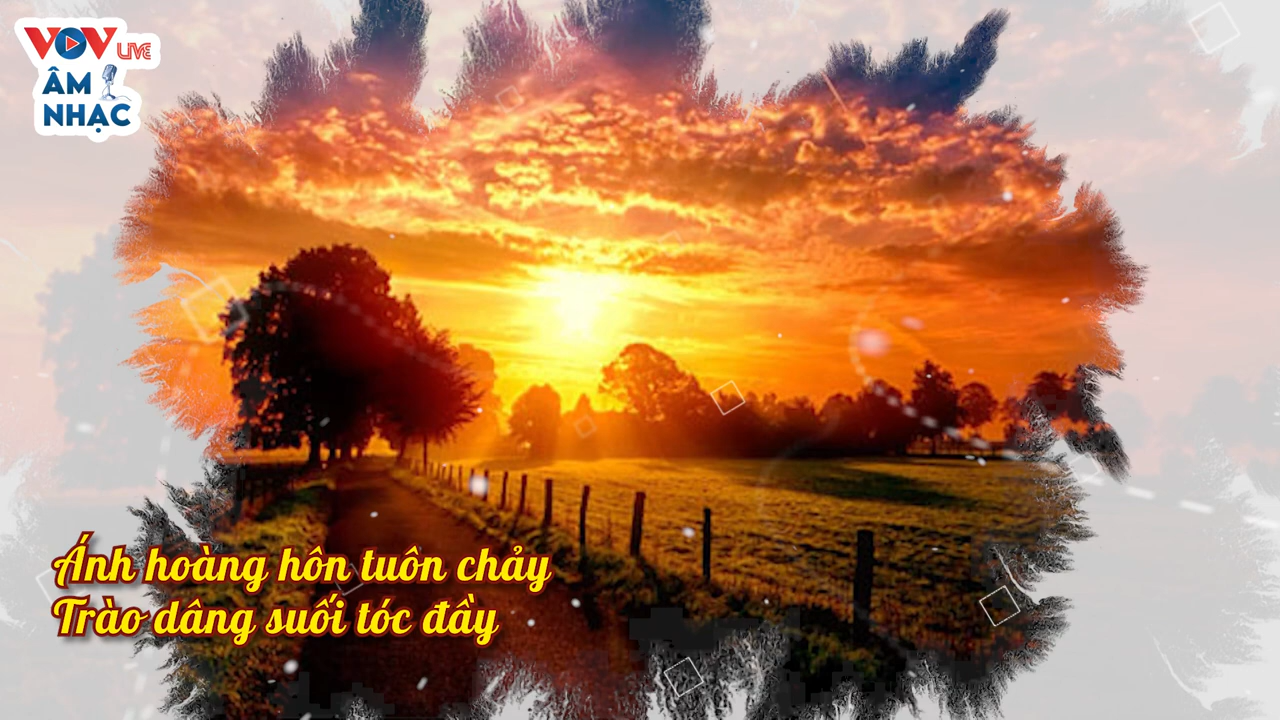 VOV LIVE
ÂM
NHẠC
Ánh hoàng hôn tuôn chảy
Trào dâng suối tóc đầy